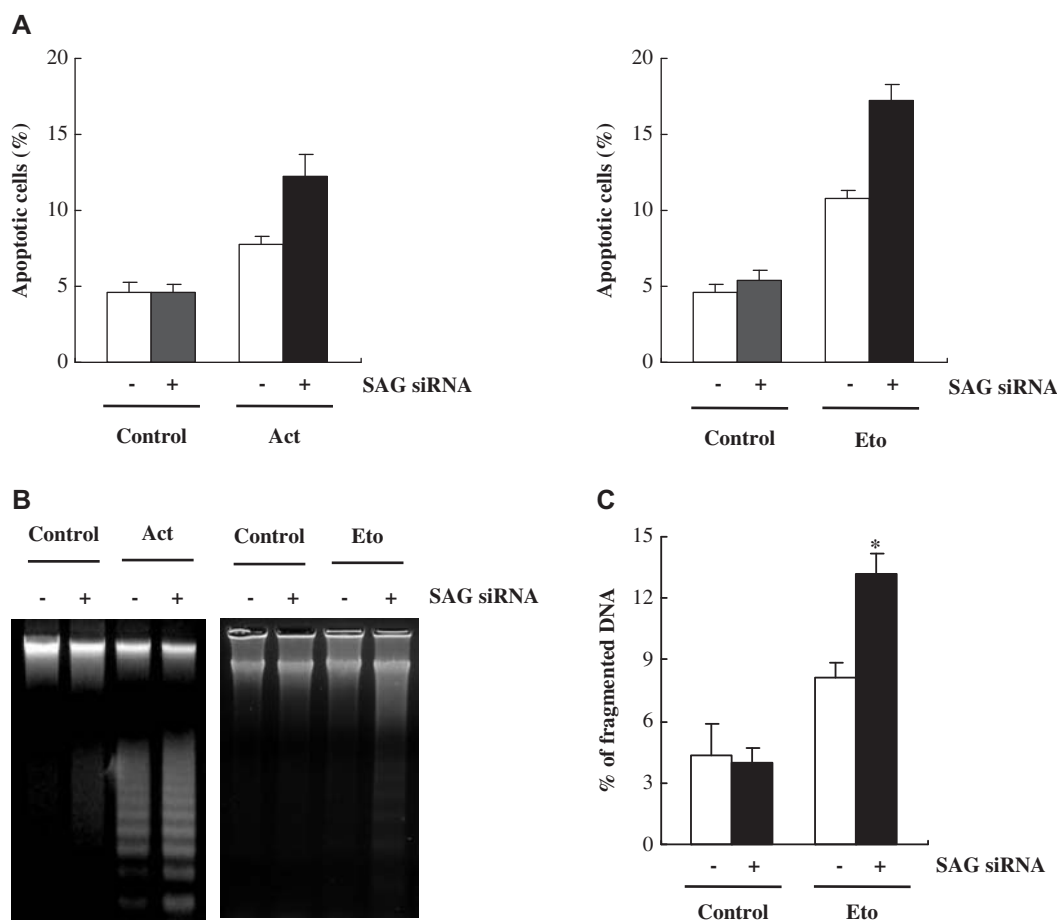 A
Apoptotic cells (%)
20
15
10
5
0
- + - + SAG siRNA
Control Act
Apoptotic cells (%)
20
15
10
5
0
- + - + SAG siRNA
Control Eto
B
Control Act Control Eto
- + - + - + - + SAG siRNA
C
% of fragmented DNA
15
12
9
6
3
0
*
- + - + SAG siRNA
Control Eto